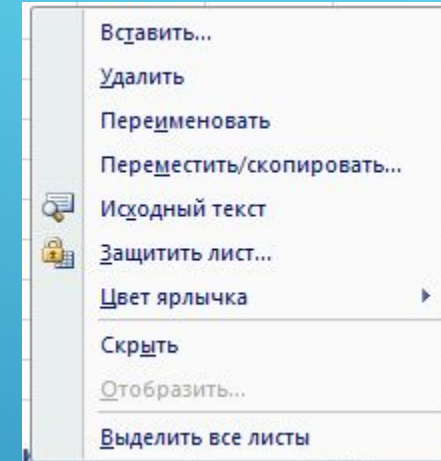 Вставить...
Удалить
Переименовать
Переместить/скопировать...
Исходный текст
Защитить лист...
Цвет ярлычка
Скрыть
Отобразить...
Выделить все листы